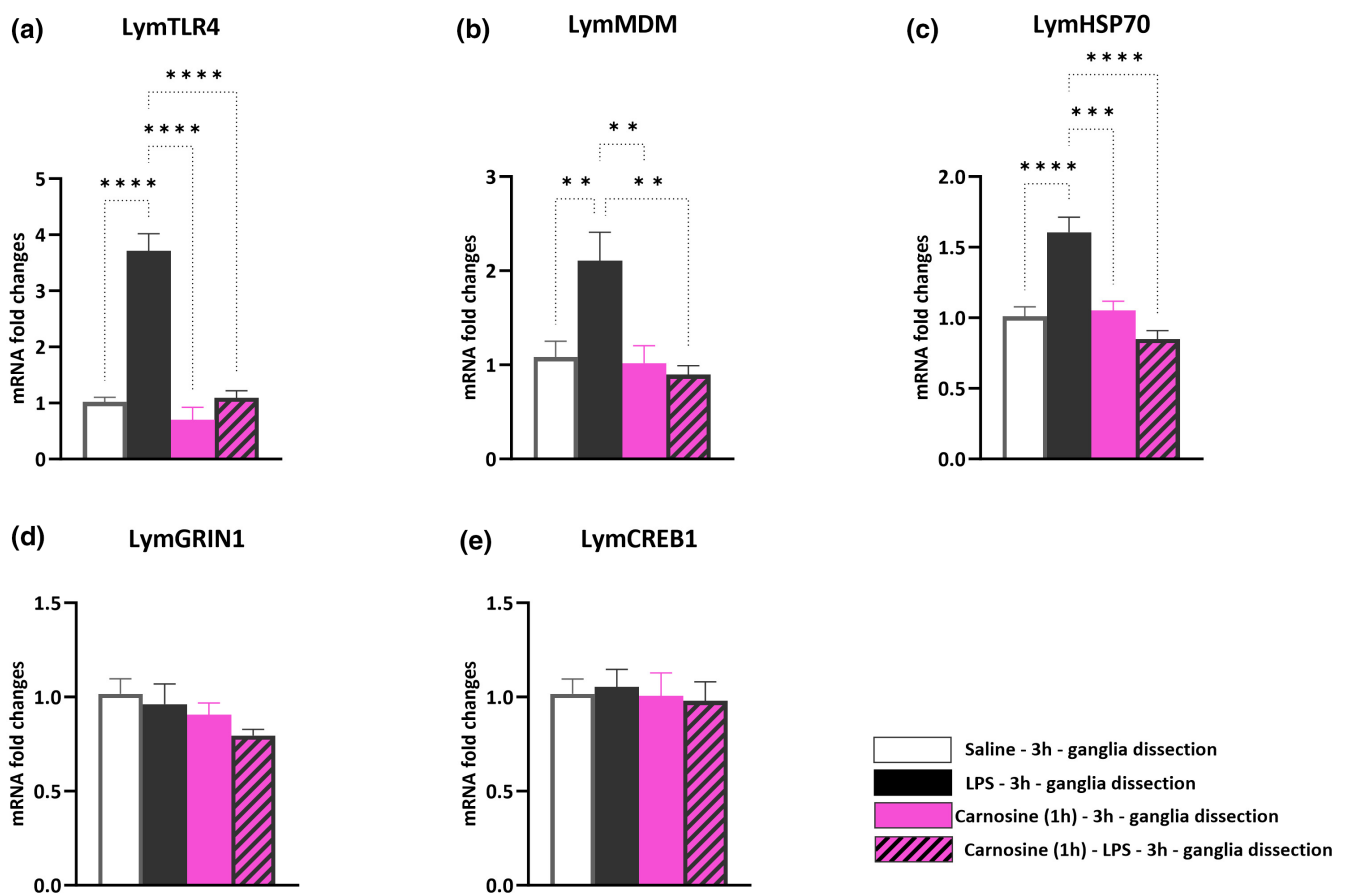 (a) LymTLR4
(b) LymMDM
(c) LymHSP70
****
****
****
mRNA fold changes
5
4
3
2
1
0
**
**
**
mRNA fold changes
3
2
1
0
****
***
****
mRNA fold changes
2.0
1.5
1.0
0.5
0.0
(d) LymGRIN1
(e) LymCREB1
mRNA fold changes
1.5
1.0
0.5
0.0
mRNA fold changes
1.5
1.0
0.5
0.0
Saline - 3h - ganglia dissection
LPS - 3h - ganglia dissection
Carnosine (1h) - 3h - ganglia dissection
Carnosine (1h) - LPS - 3h - ganglia dissection